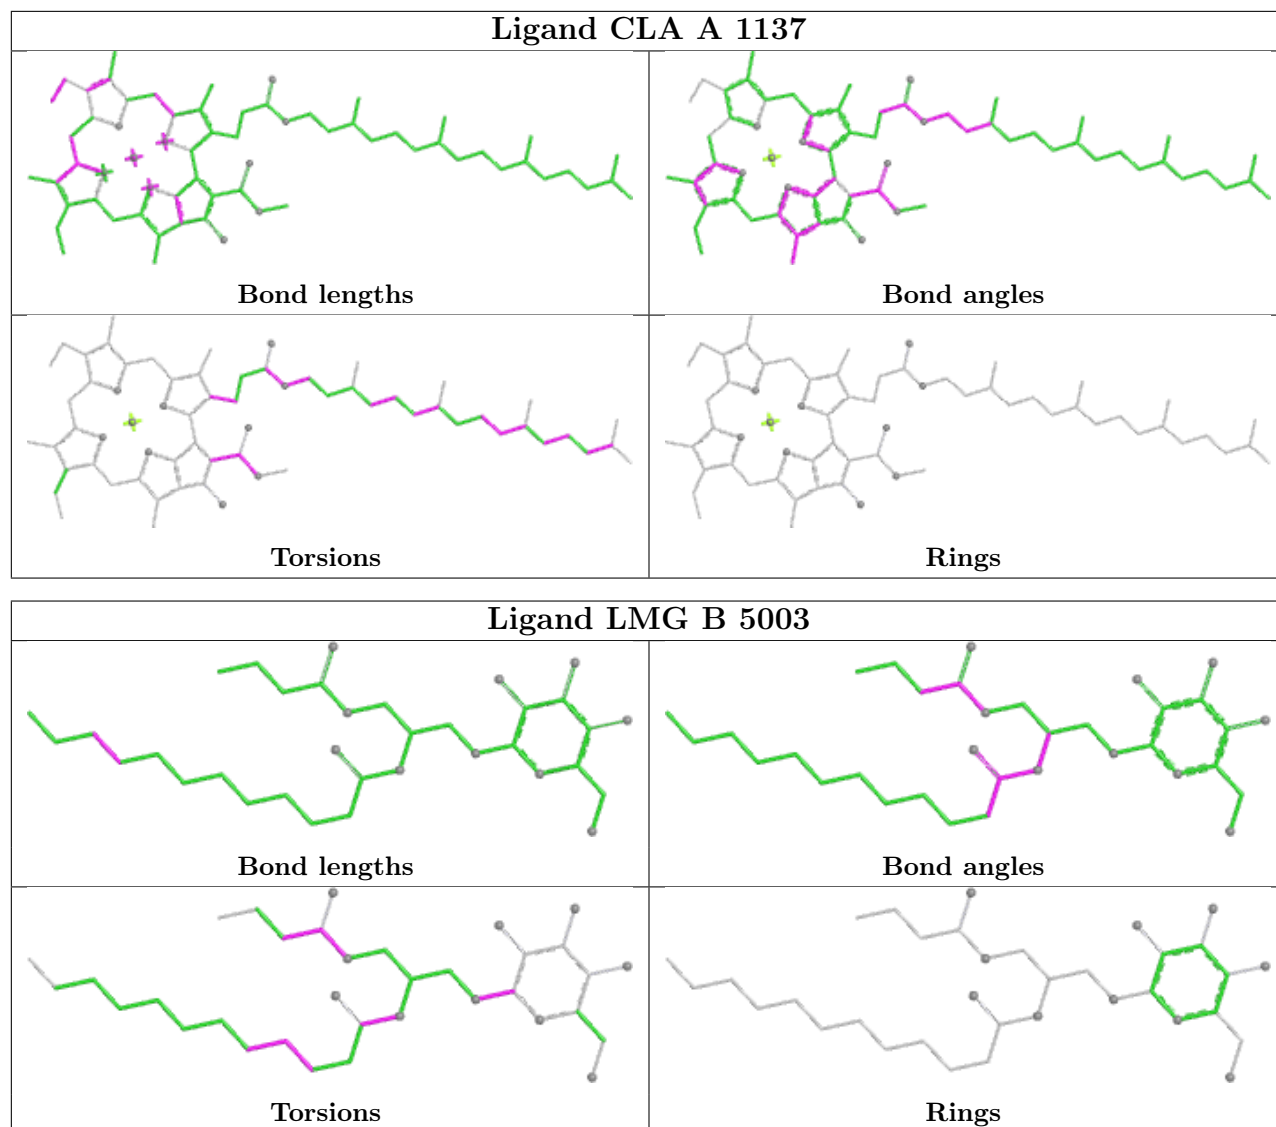 Ligand CLA A 1137
Bond lengths
Bond angles
Torsions
Rings
Ligand LMG B 5003
Bond lengths
Bond angles
Torsions
Rings